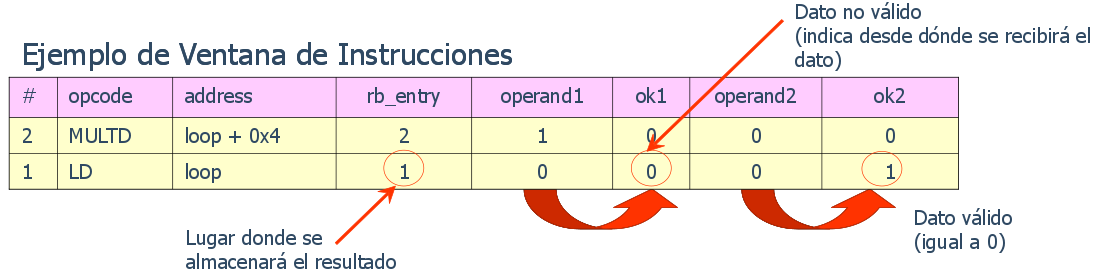 Dato no válido
(indica desde dónde se recibirá el
dato)
Ejemplo de Ventana de Instrucciones
# opcode address rb_entry operand1 ok1 operand2 ok2
2 MULTD loop + 0x4 2 1 0 0 0
1 LD loop 1 0 0 0 1
Dato válido
(igual a 0)
Lugar donde se
almacenará el resultado